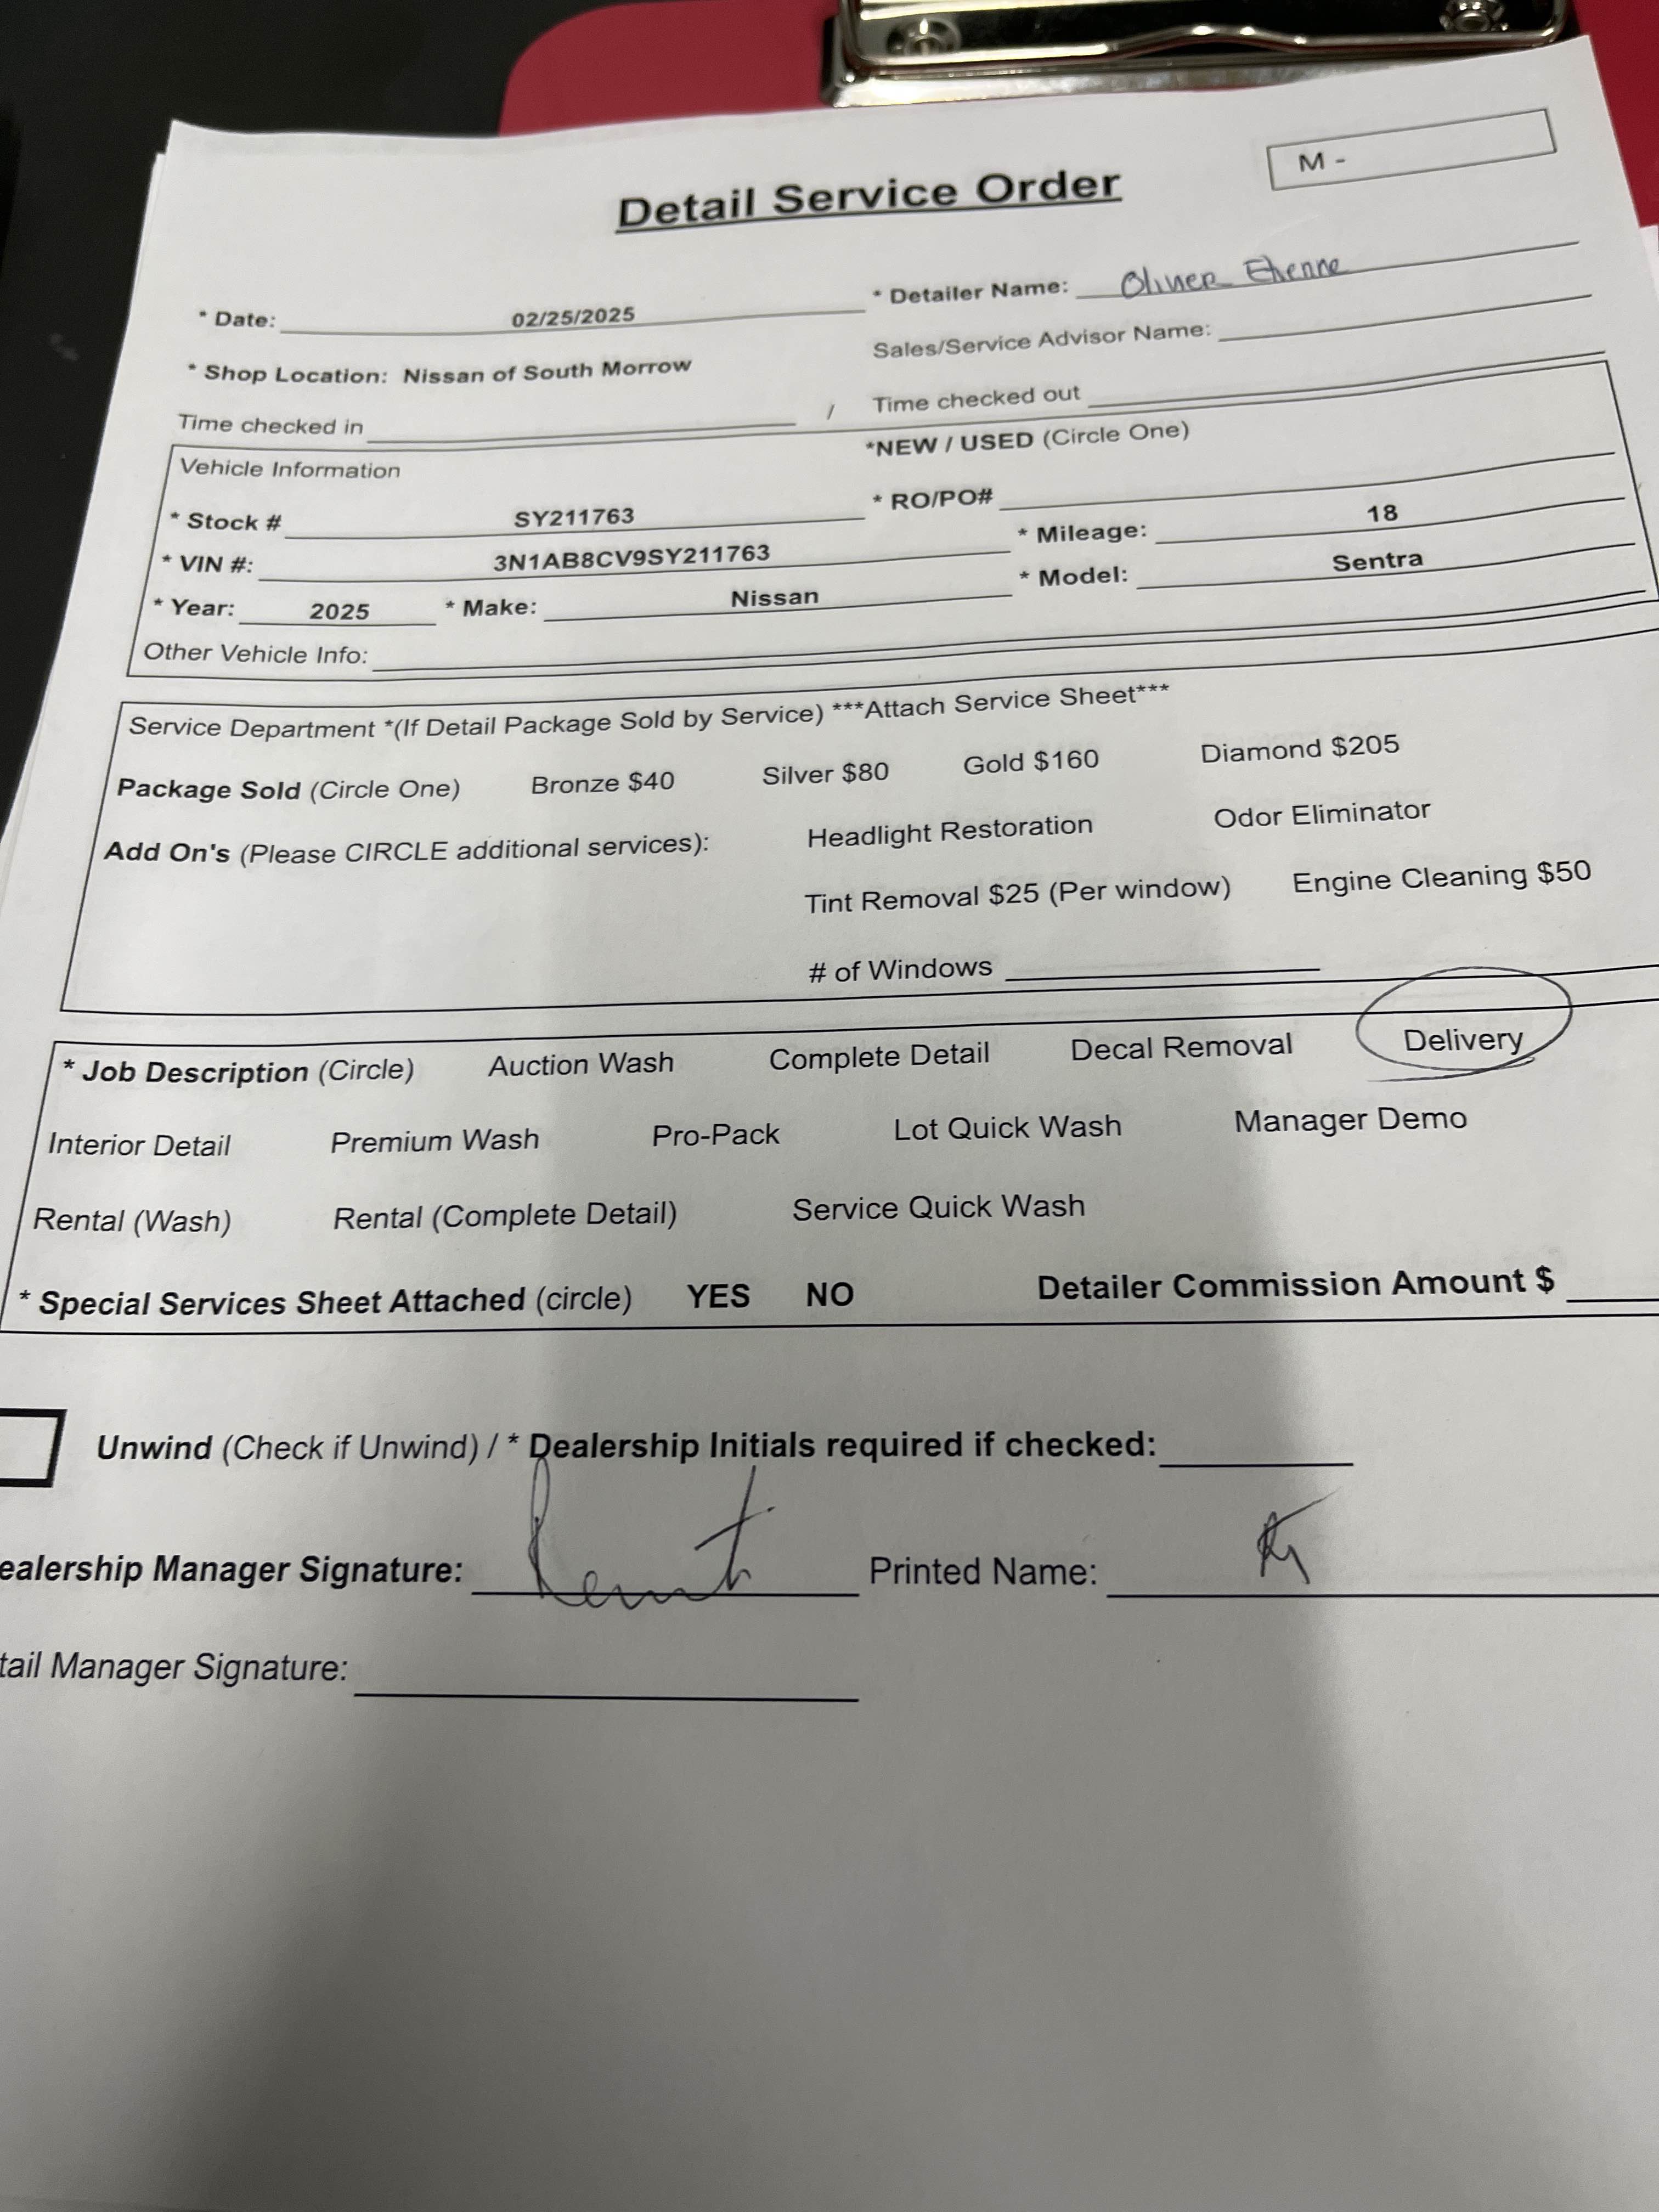 M -
Detail Service Order
* Date: 02/25/2025 * Detailer Name: Oliver Etienne
* Shop Location: Nissan of South Morrow Sales/Service Advisor Name:
Time checked in / Time checked out
Vehicle Information *NEW / USED (Circle One)
* Stock # SY211763 * RO/PO#
* VIN #: 3N1AB8CV9SY211763 * Mileage: 18
* Year: 2025 * Make: Nissan * Model: Sentra
Other Vehicle Info:
Service Department *(If Detail Package Sold by Service) ***Attach Service Sheet***
Package Sold (Circle One) Bronze $40 Silver $80 Gold $160 Diamond $205
Add On's (Please CIRCLE additional services): Headlight Restoration Odor Eliminator
Tint Removal $25 (Per window) Engine Cleaning $50
# of Windows
* Job Description (Circle) Auction Wash Complete Detail Decal Removal Delivery
Interior Detail Premium Wash Pro-Pack Lot Quick Wash Manager Demo
Rental (Wash) Rental (Complete Detail) Service Quick Wash
* Special Services Sheet Attached (circle) YES NO Detailer Commission Amount $
Unwind (Check if Unwind) / * Dealership Initials required if checked:
ealership Manager Signature: Printed Name:
tail Manager Signature: